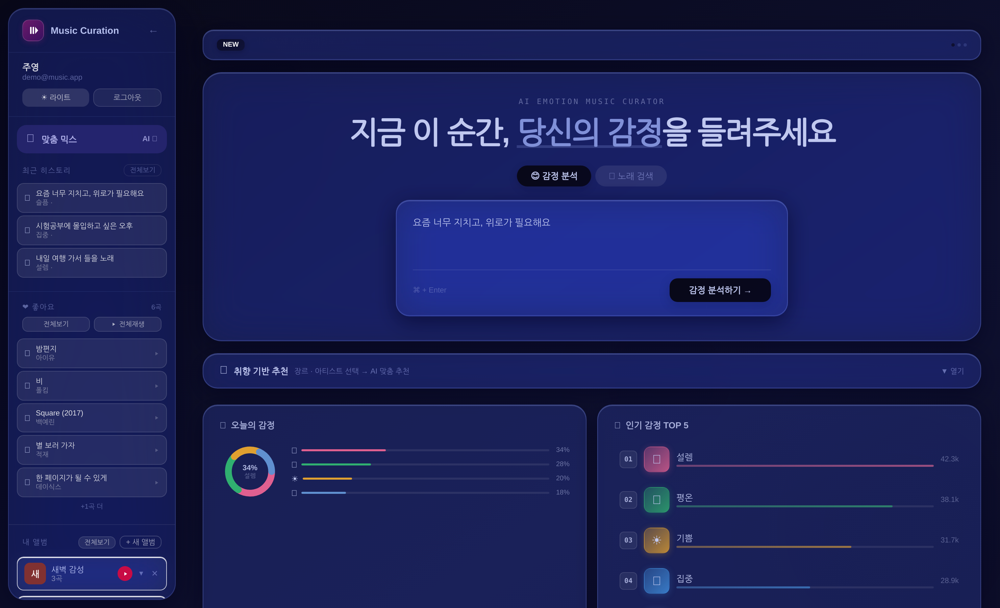 Music Curation ←
주영
demo@music.app
☀ 라이트
로그아웃
맞춤 믹스
AI
최근 히스토리
전체보기
요즘 너무 지치고, 위로가 필요해요
슬픔 ·
시험공부에 몰입하고 싶은 오후
집중 ·
내일 여행 가서 들을 노래
설렘 ·
❤ 좋아요
6곡
전체보기
▶ 전체재생
밤편지
아이유
비
폴킴
Square (2017)
백예린
별 보러 가자
적재
한 페이지가 될 수 있게
데이식스
+1곡 더
내 앨범
전체보기
+ 새 앨범
새
새벽 감성
3곡
NEW
AI EMOTION MUSIC CURATOR
지금 이 순간, 당신의 감정을 들려주세요
😊 감정 분석
노래 검색
요즘 너무 지치고, 위로가 필요해요
⌘ + Enter
감정 분석하기 →
취향 기반 추천 장르 · 아티스트 선택 → AI 맞춤 추천
▼ 열기
오늘의 감정
34%
설렘
34%
28%
☀ 20%
18%
인기 감정 TOP 5
01 설렘 42.3k
02 평온 38.1k
03 ☀ 기쁨 31.7k
04 집중 28.9k